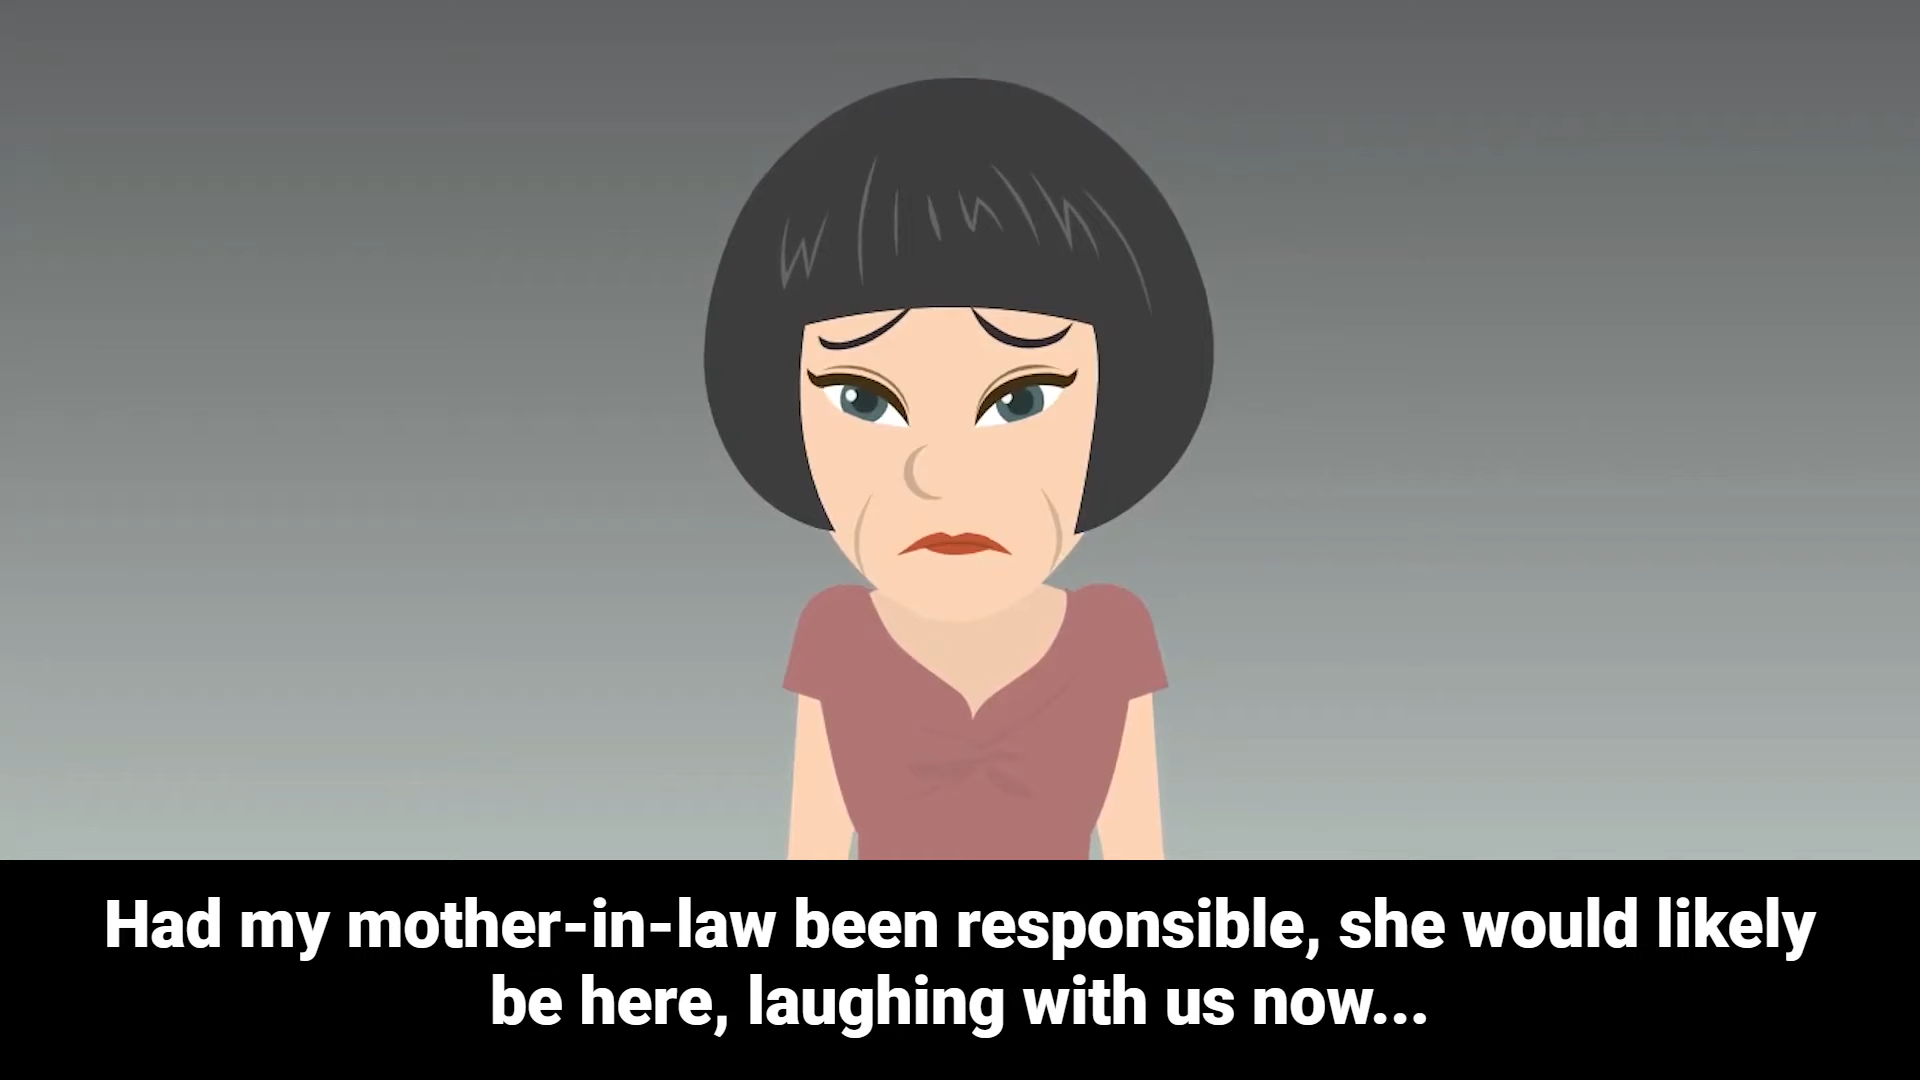 Had my mother-in-law been responsible, she would likely
be here, laughing with us now...